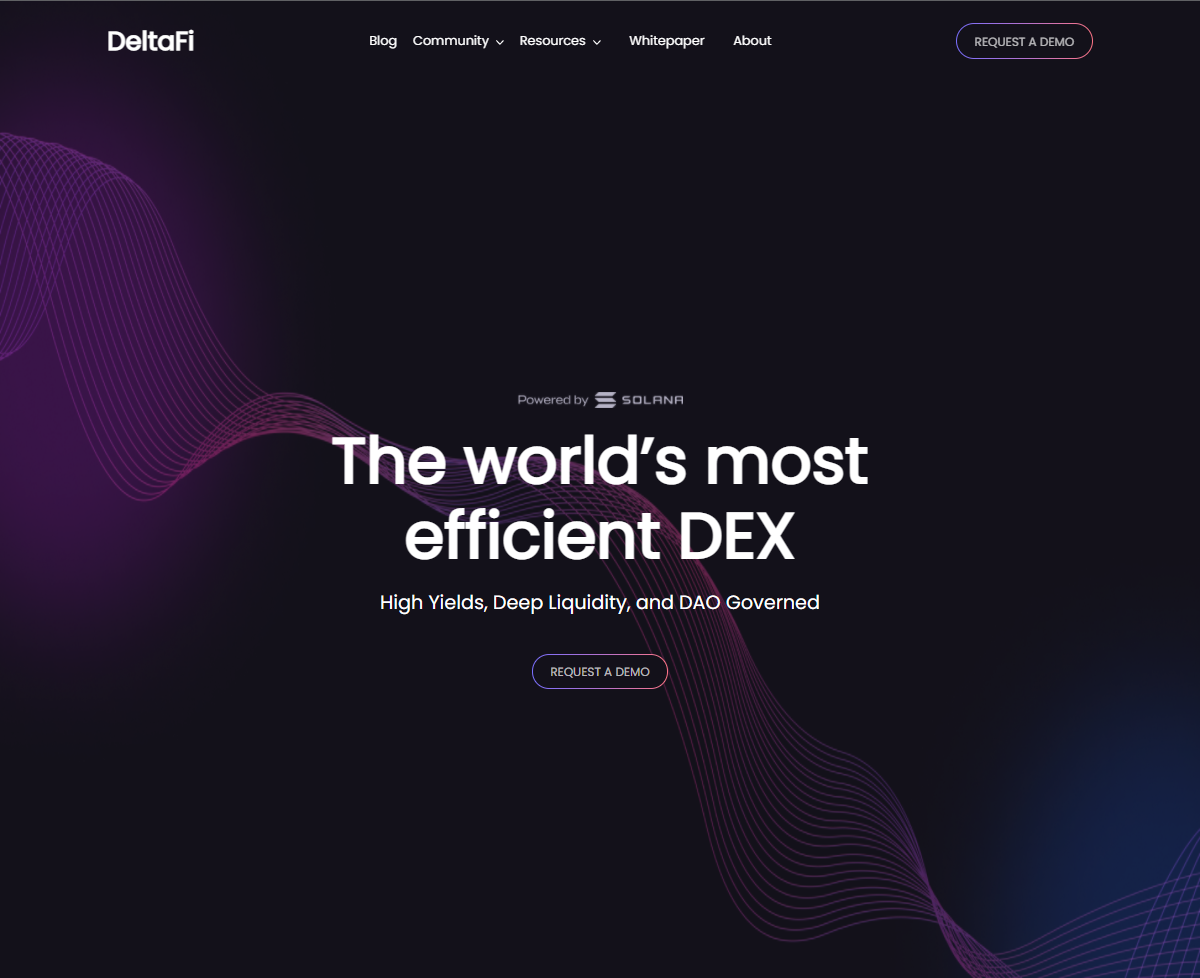 DeltaFi
Blog Community Resources Whitepaper About
REQUEST A DEMO
Powered by SOLANA
The world’s most
efficient DEX
High Yields, Deep Liquidity, and DAO Governed
REQUEST A DEMO